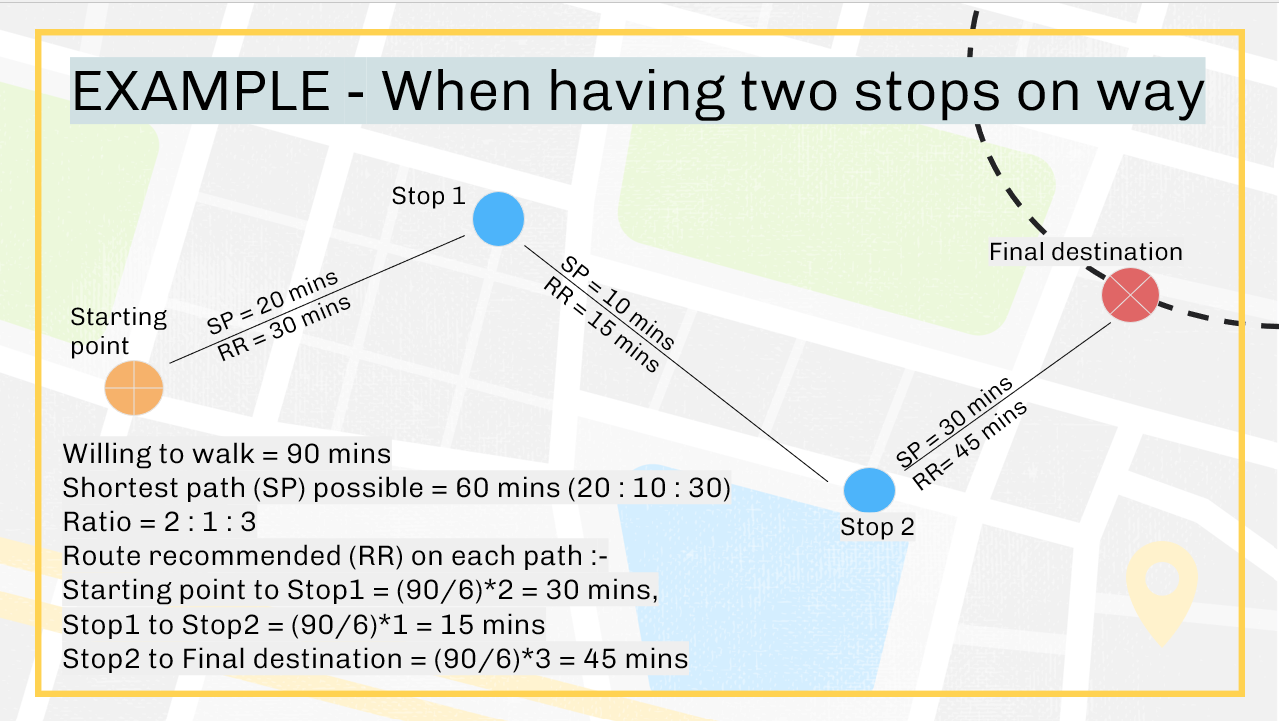 EXAMPLE - When having two stops on way
Stop 1
SP = 20 mins
RR = 30 mins
SP = 10 mins
RR = 15 mins
Final destination
Starting
point
SP = 30 mins
RR= 45 mins
Stop 2
Willing to walk = 90 mins
Shortest path (SP) possible = 60 mins (20 : 10 : 30)
Ratio = 2 : 1 : 3
Route recommended (RR) on each path :-
Starting point to Stop1 = (90/6)*2 = 30 mins,
Stop1 to Stop2 = (90/6)*1 = 15 mins
Stop2 to Final destination = (90/6)*3 = 45 mins